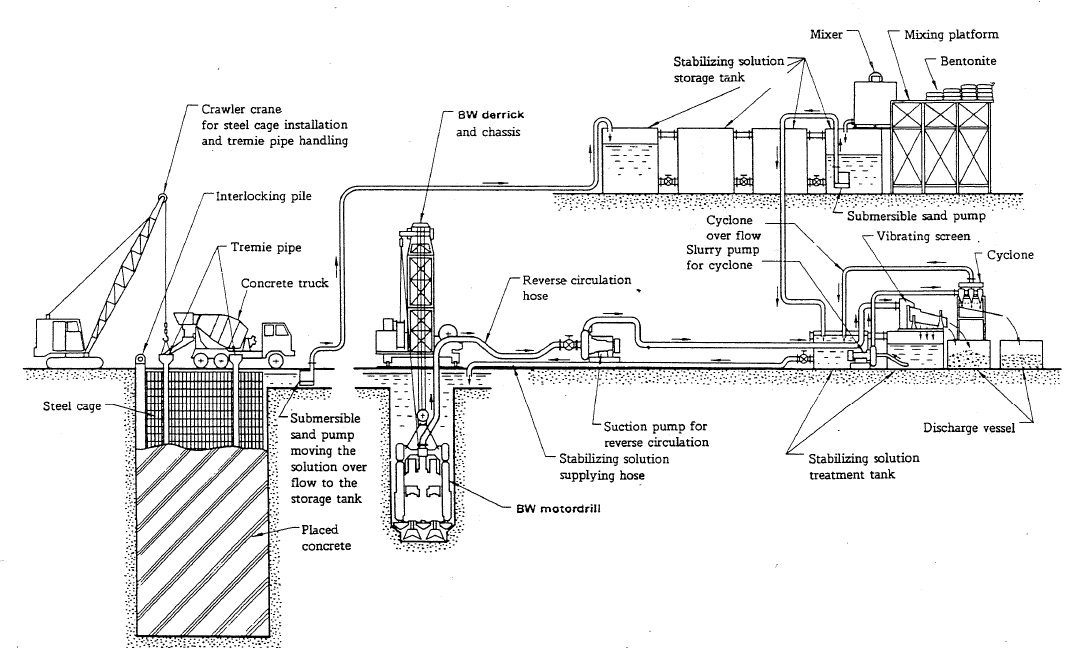 Mixer
Mixing platform
Stabilizing solution
storage tank
Bentonite
Crawler crane
for steel cage installation
and tremie pipe handling
BW derrick
and chassis
Interlocking pile
Submersible sand pump
Cyclone
over flow
Slurry pump
for cyclone
Vibrating screen
Cyclone
Tremie pipe
Concrete truck
Reverse circulation
hose
Steel cage
Submersible
sand pump
moving the
solution over
flow to the
storage tank
Suction pump for
reverse circulation
Discharge vessel
Stabilizing solution
supplying hose
Stabilizing solution
treatment tank
BW motordrill
Placed
concrete